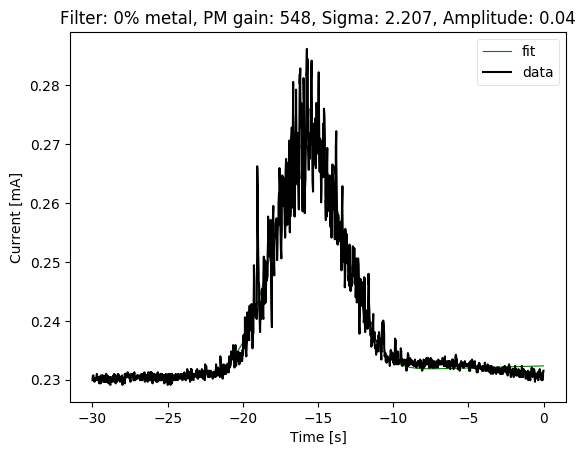 Filter: 0% metal, PM gain: 548, Sigma: 2.207, Amplitude: 0.04
fit
data
0.28
0.27
0.26
0.25
0.24
0.23
Current [mA]
−30
−25
−20
−15
−10
−5
0
Time [s]